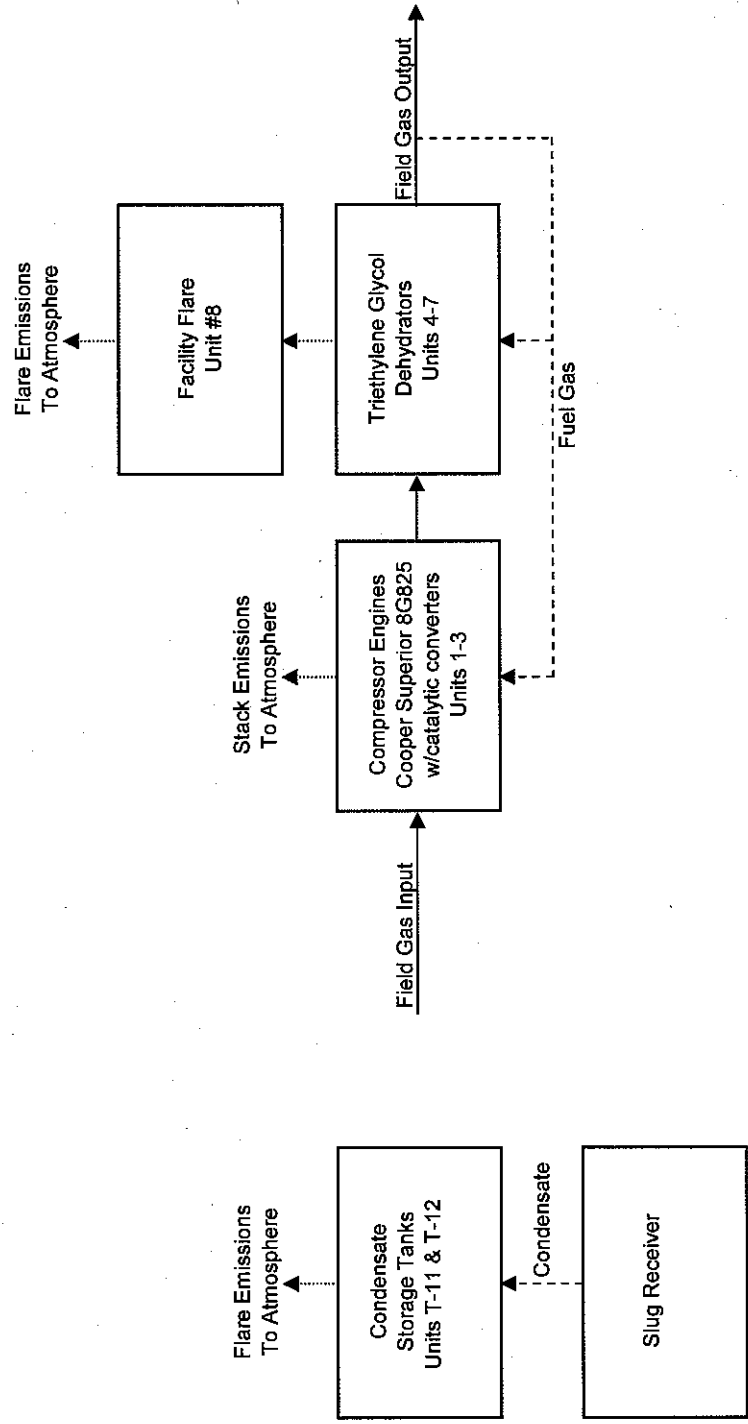 Flare Emissions
To Atmosphere
Condensate
Storage Tanks
Units T-11 & T-12
Condensate
Slug Receiver
Field Gas Input
Stack Emissions
To Atmosphere
Compressor Engines
Cooper Superior 8G825
w/catalytic converters
Units 1-3
Flare Emissions
To Atmosphere
Facility Flare
Unit #8
Triethylene Glycol
Dehydrators
Units 4-7
Field Gas Output
Fuel Gas